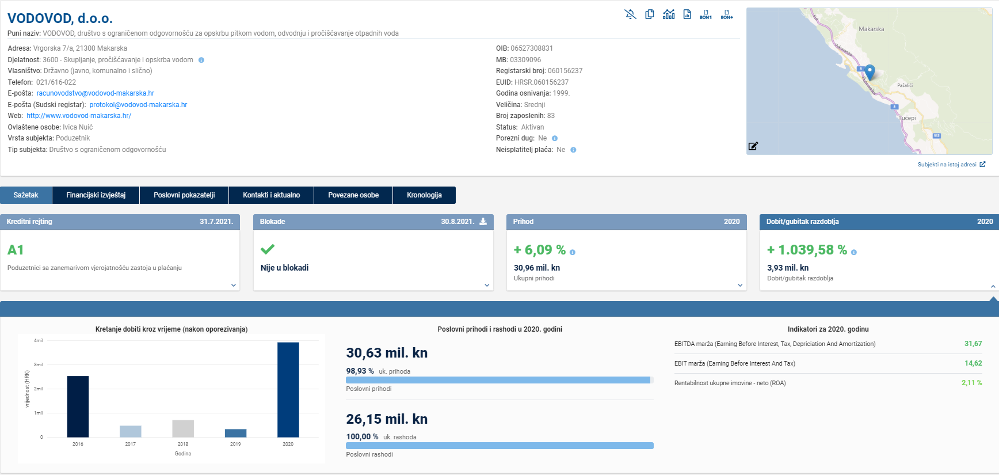 VODOVOD, d.o.o.
BON1
BON+
Puni naziv: VODOVOD, društvo s ograničenom odgovornošću za opskrbu pitkom vodom, odvodnju i pročišćavanje otpadnih voda
Adresa: Vrgorska 7/a, 21300 Makarska
Djelatnost: 3600 - Skupljanje, pročišćavanje i opskrba vodom
Vlasništvo: Državno (javno, komunalno i slično)
Telefon: 021/616-022
E-pošta: racunovodstvo@vodovod-makarska.hr
E-pošta (Sudski registar): protokol@vodovod-makarska.hr
Web: http://www.vodovod-makarska.hr/
Ovlaštene osobe: Ivica Nuić
Vrsta subjekta: Poduzetnik
Tip subjekta: Društvo s ograničenom odgovornošću
OIB: 06527308831
MB: 03309096
Registarski broj: 060156237
EUID: HRSR.060156237
Godina osnivanja: 1999.
Veličina: Srednji
Broj zaposlenih: 83
Status: Aktivan
Porezni dug: Ne
Neisplatitelj plaća: Ne
Makarska
Vukovarska
8
Dubrovačka
Pašalići
8
Tučepi
512
Subjekti na istoj adresi
Sažetak
Financijski izvještaj
Poslovni pokazatelji
Kontakti i aktualno
Povezane osobe
Kronologija
Kreditni rejting 31.7.2021.
A1
Poduzetnici sa zanemarivom vjerojatnošću zastoja u plaćanju
Blokade 30.8.2021.
Nije u blokadi
Prihod 2020
+ 6,09 %
30,96 mil. kn
Ukupni prihodi
Dobit/gubitak razdoblja 2020
+ 1.039,58 %
3,93 mil. kn
Dobit/gubitak razdoblja
Kretanje dobiti kroz vrijeme (nakon oporezivanja)
4mil
3mil
2mil
1mil
0
vrijednost (HRK)
2016
2017
2018
2019
2020
Godina
Poslovni prihodi i rashodi u 2020. godini
30,63 mil. kn
98,93 % uk. prihoda
Poslovni prihodi
26,15 mil. kn
100,00 % uk. rashoda
Poslovni rashodi
Indikatori za 2020. godinu
EBITDA marža (Earning Before Interest, Tax, Depriciation And Amortization) 31,67
EBIT marža (Earning Before Interest And Tax) 14,62
Rentabilnost ukupne imovine - neto (ROA) 2,11 %